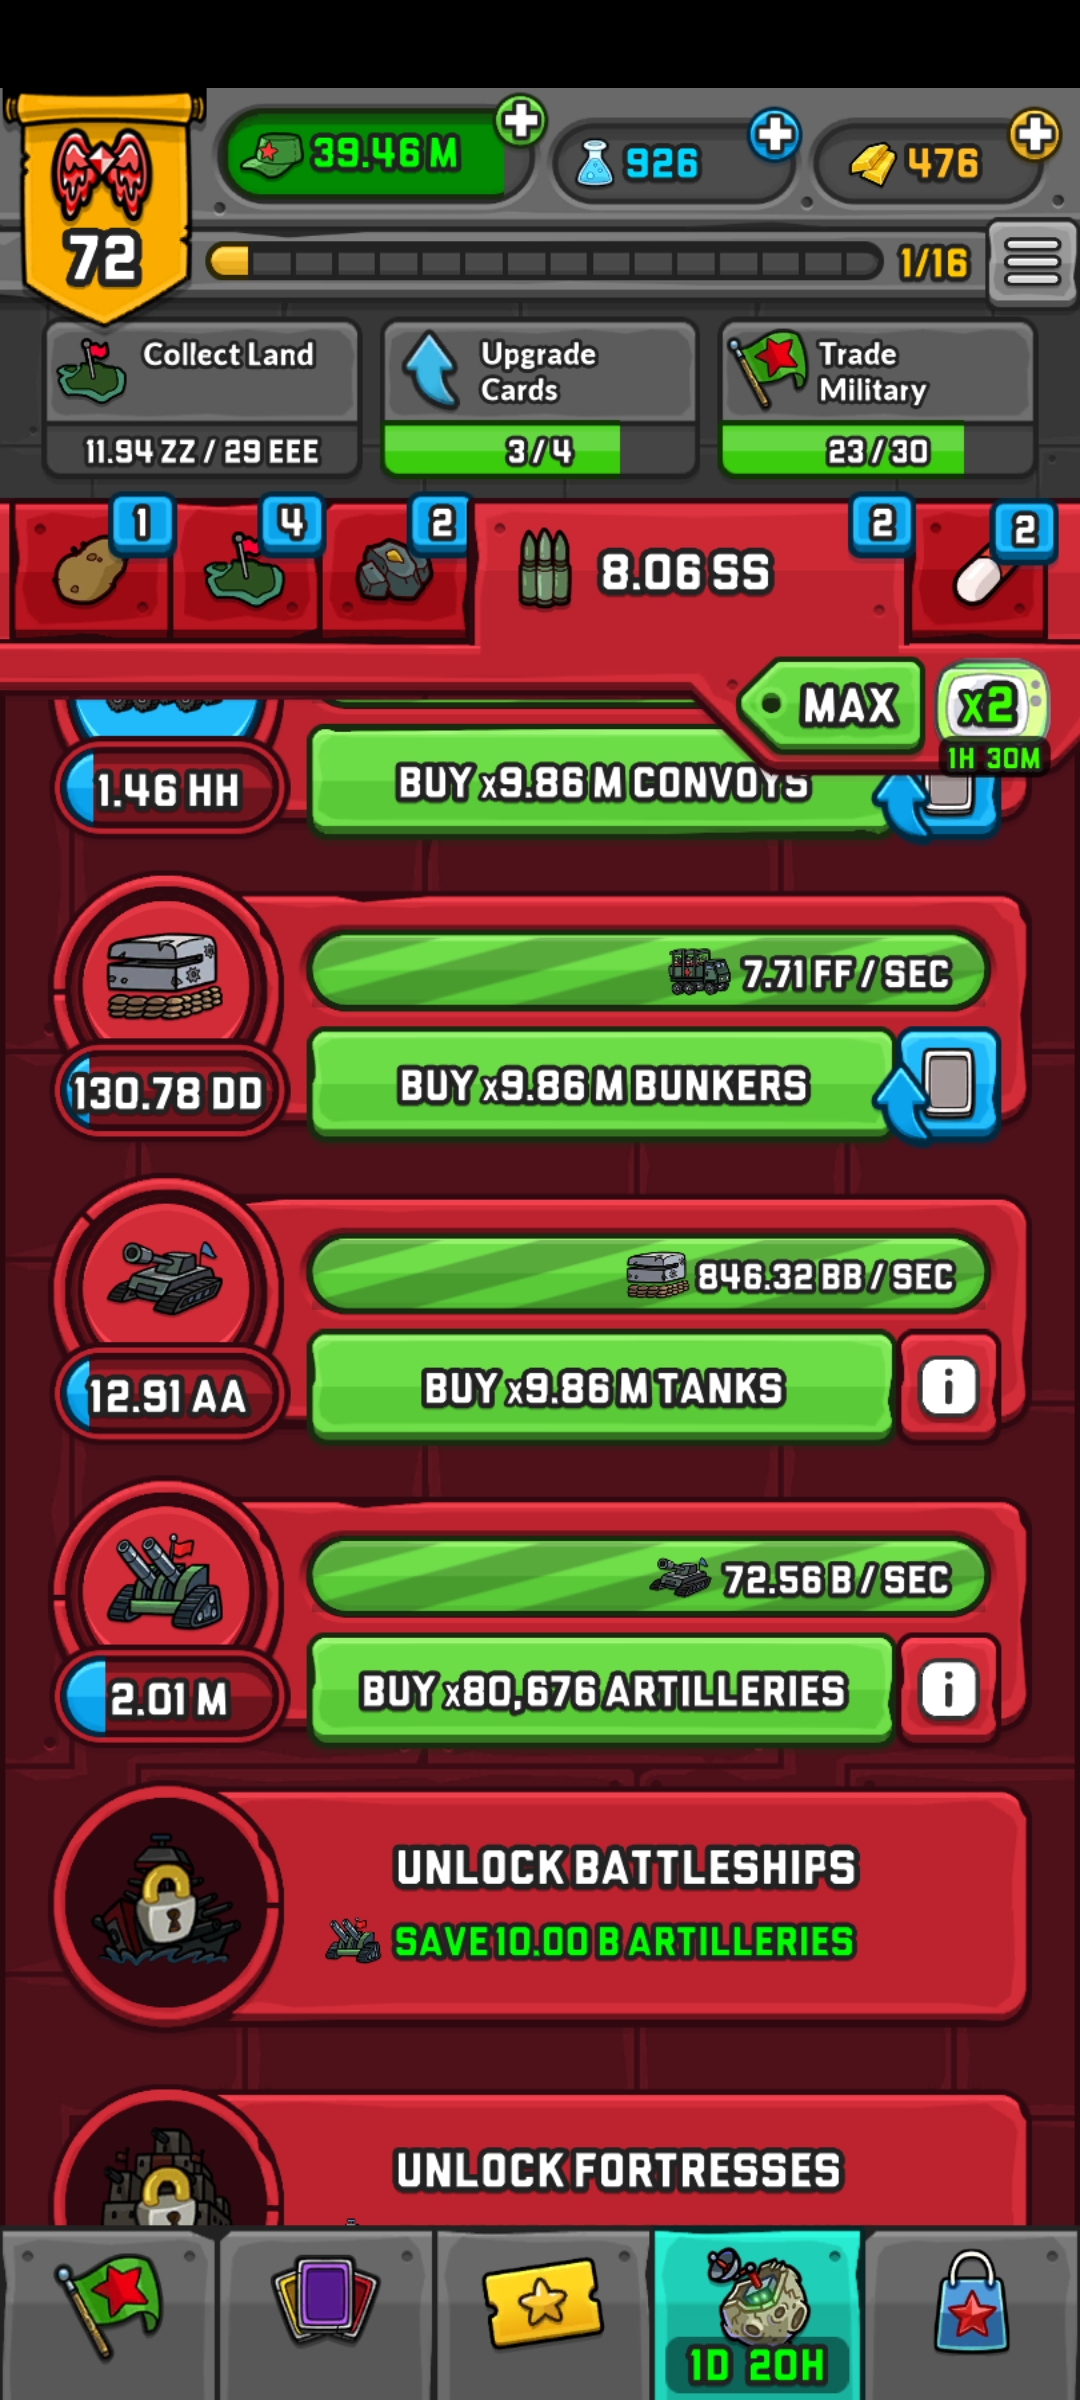 39.46 M
926
476
72
1/16
Collect Land
11.94 ZZ / 29 EEE
Upgrade
Cards
3/4
Trade
Military
23/30
1
4
2
8.06 SS
2
2
MAX
x2
1H 30M
1.46 HH
BUY x9.86 M CONVOYS
7.71 FF / SEC
130.78 DD
BUY x9.86 M BUNKERS
846.32 BB / SEC
12.91 AA
BUY x9.86 M TANKS
i
72.56 B / SEC
2.01 M
BUY x80,676 ARTILLERIES
i
UNLOCK BATTLESHIPS
SAVE 10.00 B ARTILLERIES
UNLOCK FORTRESSES
1D 20H